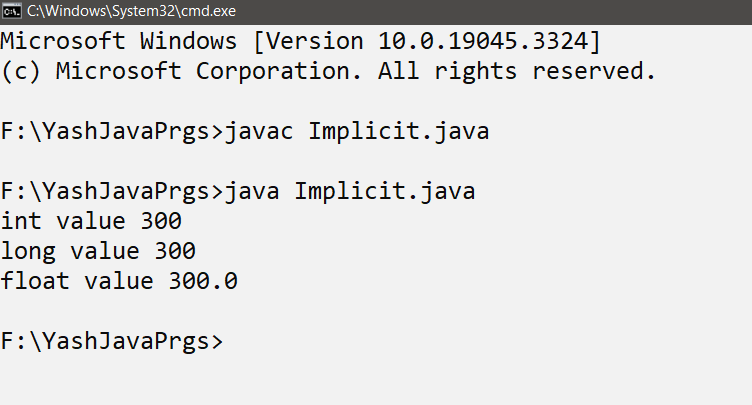 C:\Windows\System32\cmd.exe
Microsoft Windows [Version 10.0.19045.3324]
(c) Microsoft Corporation. All rights reserved.
F:\YashJavaPrgs>javac Implicit.java
F:\YashJavaPrgs>java Implicit.java
int value 300
long value 300
float value 300.0
F:\YashJavaPrgs>